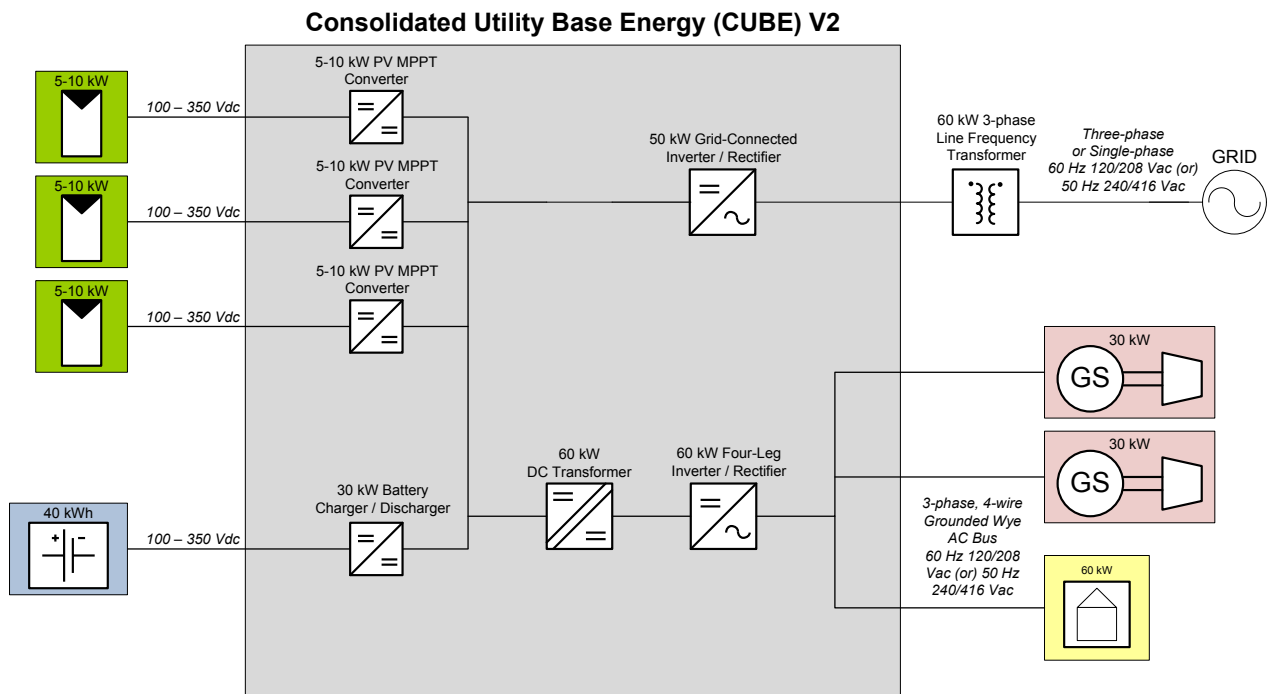 Consolidated Utility Base Energy (CUBE) V2
5-10 kW
100 – 350 Vdc
5-10 kW PV MPPT
Converter
5-10 kW
100 – 350 Vdc
5-10 kW PV MPPT
Converter
5-10 kW
100 – 350 Vdc
5-10 kW PV MPPT
Converter
50 kW Grid-Connected
Inverter / Rectifier
60 kW 3-phase
Line Frequency
Transformer
Three-phase
or Single-phase
60 Hz 120/208 Vac (or)
50 Hz 240/416 Vac
GRID
40 kWh
+ -
100 – 350 Vdc
30 kW Battery
Charger / Discharger
60 kW
DC Transformer
60 kW Four-Leg
Inverter / Rectifier
30 kW
GS
30 kW
GS
3-phase, 4-wire
Grounded Wye
AC Bus
60 Hz 120/208
Vac (or) 50 Hz
240/416 Vac
60 kW